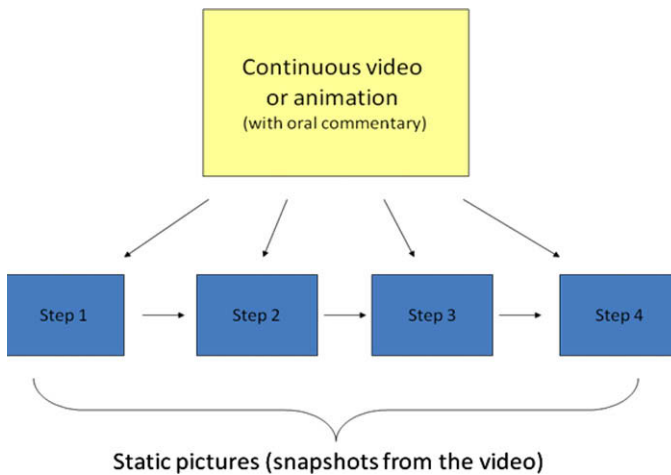 Continuous video
or animation
(with oral commentary)
Step 1
Step 2
Step 3
Step 4
Static pictures (snapshots from the video)